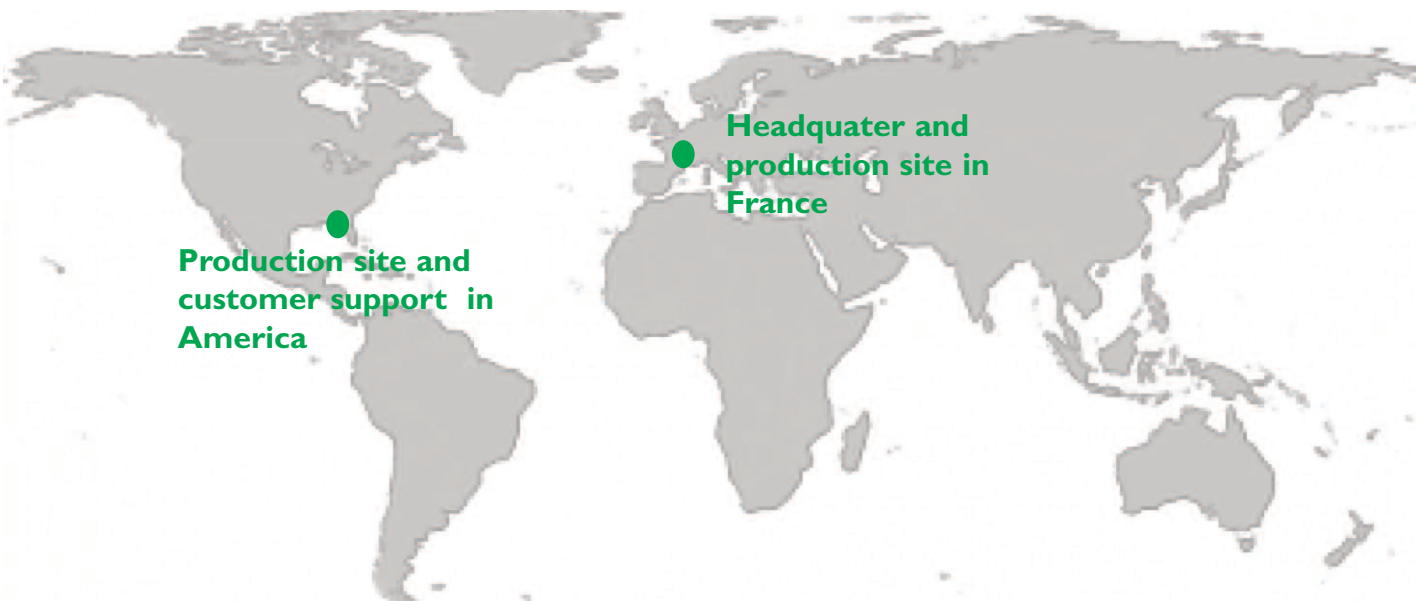 Headquater and
production site in
France
Production site and
customer support in
America